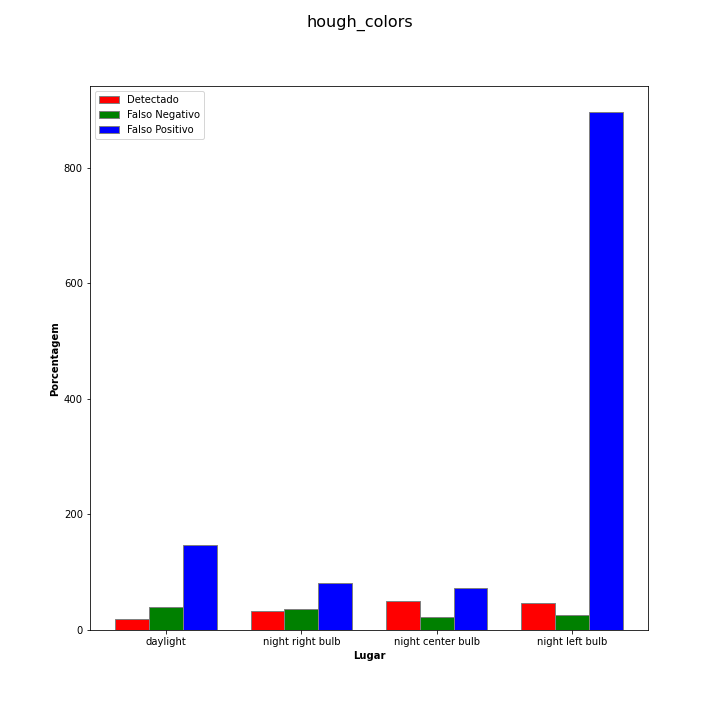 hough_colors
Detectado
Falso Negativo
Falso Positivo
800
600
400
200
0
Porcentagem
daylight
night right bulb
night center bulb
night left bulb
Lugar